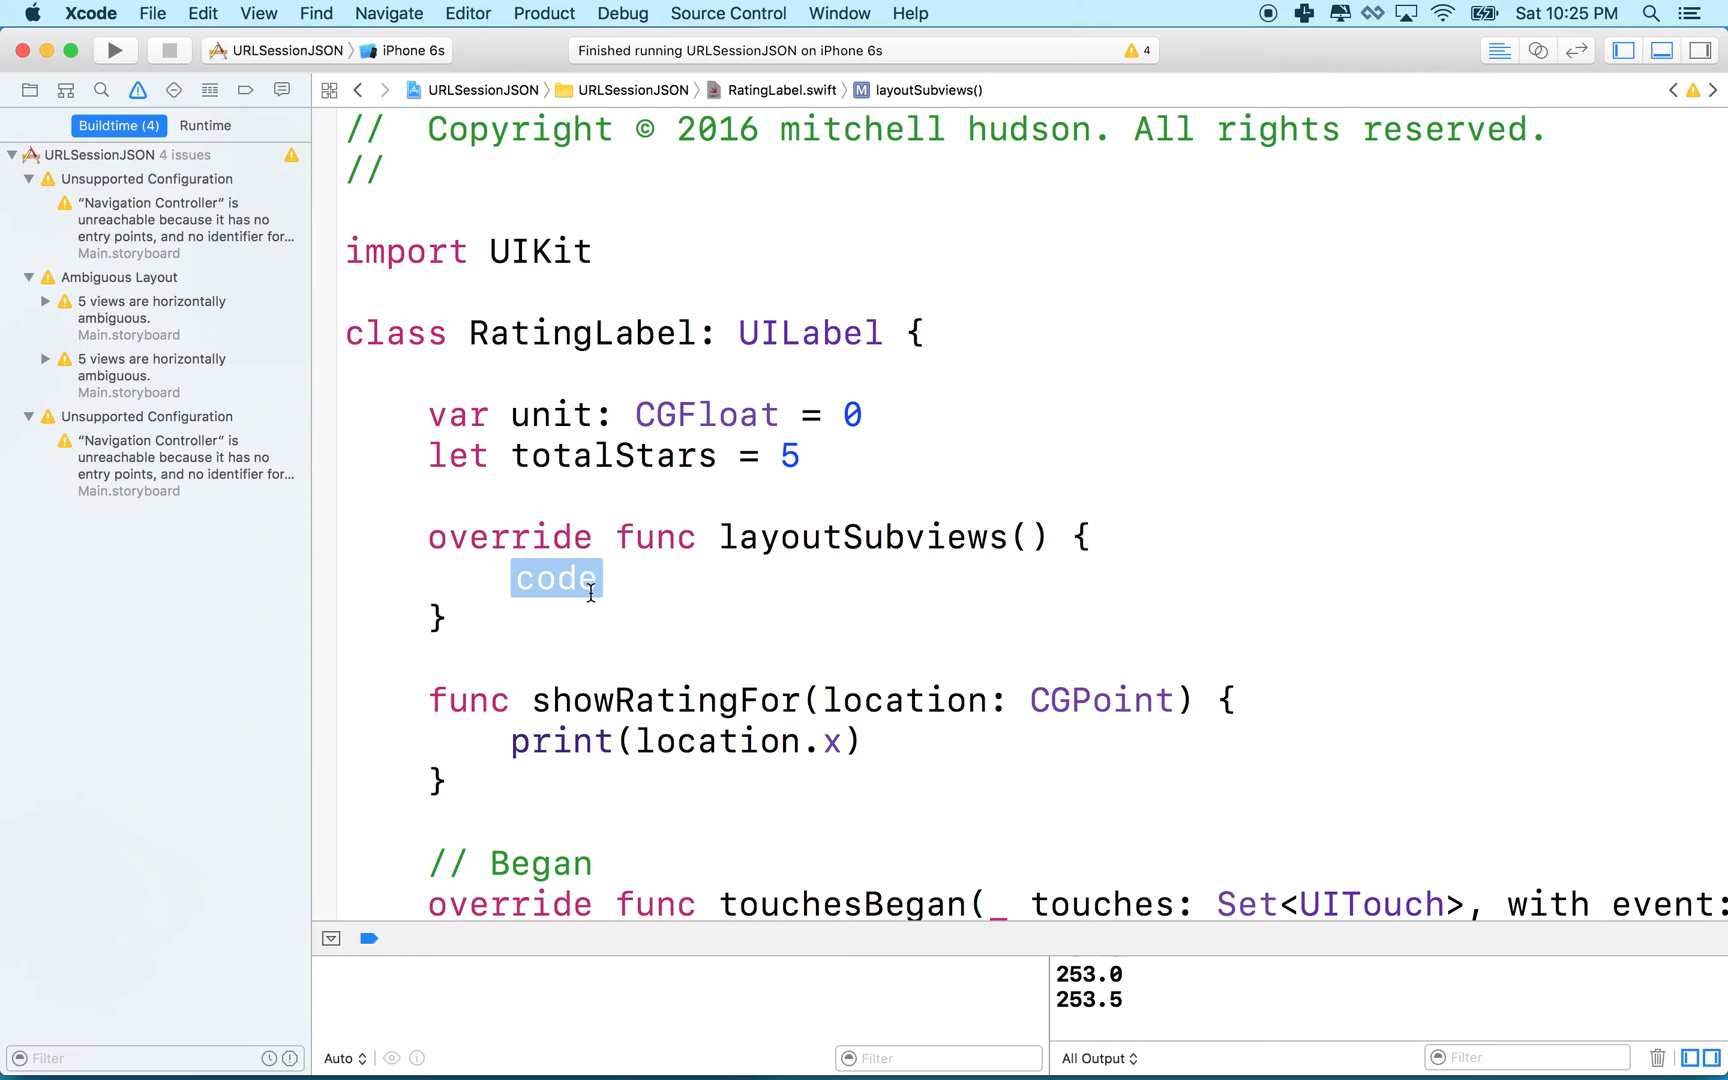 Xcode File Edit View Find Navigate Editor Product Debug Source Control Window Help Sat 10:25 PM
URLSessionJSON iPhone 6s Finished running URLSessionJSON on iPhone 6s 4
URLSessionJSON URLSessionJSON RatingLabel.swift M layoutSubviews()
Buildtime (4) Runtime
URLSessionJSON 4 issues
Unsupported Configuration
“Navigation Controller“ is
unreachable because it has no
entry points, and no identifier for...
Main.storyboard
Ambiguous Layout
5 views are horizontally
ambiguous.
Main.storyboard
5 views are horizontally
ambiguous.
Main.storyboard
Unsupported Configuration
“Navigation Controller“ is
unreachable because it has no
entry points, and no identifier for...
Main.storyboard
Filter
// Copyright © 2016 mitchell hudson. All rights reserved.
//
import UIKit
class RatingLabel: UILabel {
var unit: CGFloat = 0
let totalStars = 5
override func layoutSubviews() {
code
}
func showRatingFor(location: CGPoint) {
print(location.x)
}
// Began
override func touchesBegan(_ touches: Set<UITouch>, with event:
253.0
253.5
Auto Filter All Output Filter